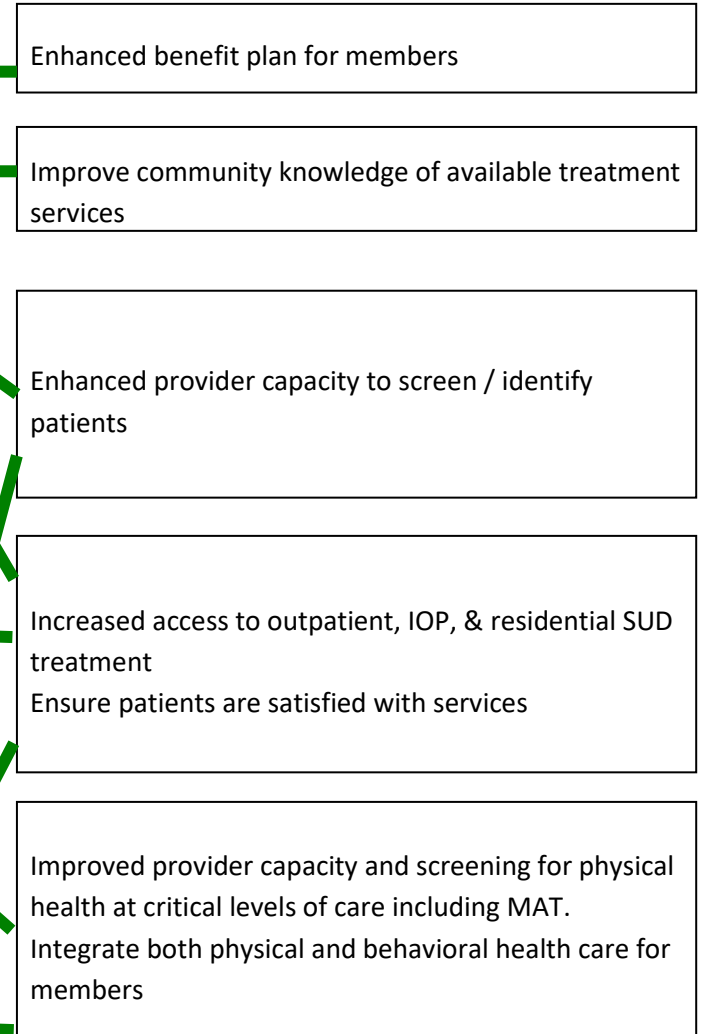 Enhanced benefit plan for members
Improve community knowledge of available treatment
services
Enhanced provider capacity to screen / identify
patients
Increased access to outpatient, IOP, & residential SUD
treatment
Ensure patients are satisfied with services
Improved provider capacity and screening for physical
health at critical levels of care including MAT.
Integrate both physical and behavioral health care for
members